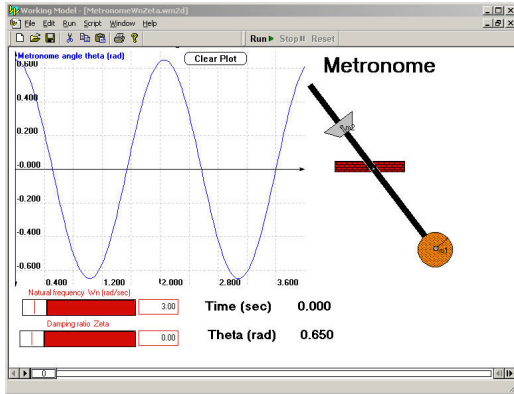 Working Model - [MetronomeWnZeta.wm2d]
File Edit Run Script Window Help
Run Stop Reset
Metronome angle theta (rad)
Clear Plot
Metronome
0.600
0.400
0.200
-0.000
-0.200
-0.400
-0.600
0.400 1.200 2.000 2.800 3.600
Natural frequency Wn (rad/sec)
3.00
Time (sec) 0.000
Damping ratio Zeta
0.00
Theta (rad) 0.650
0